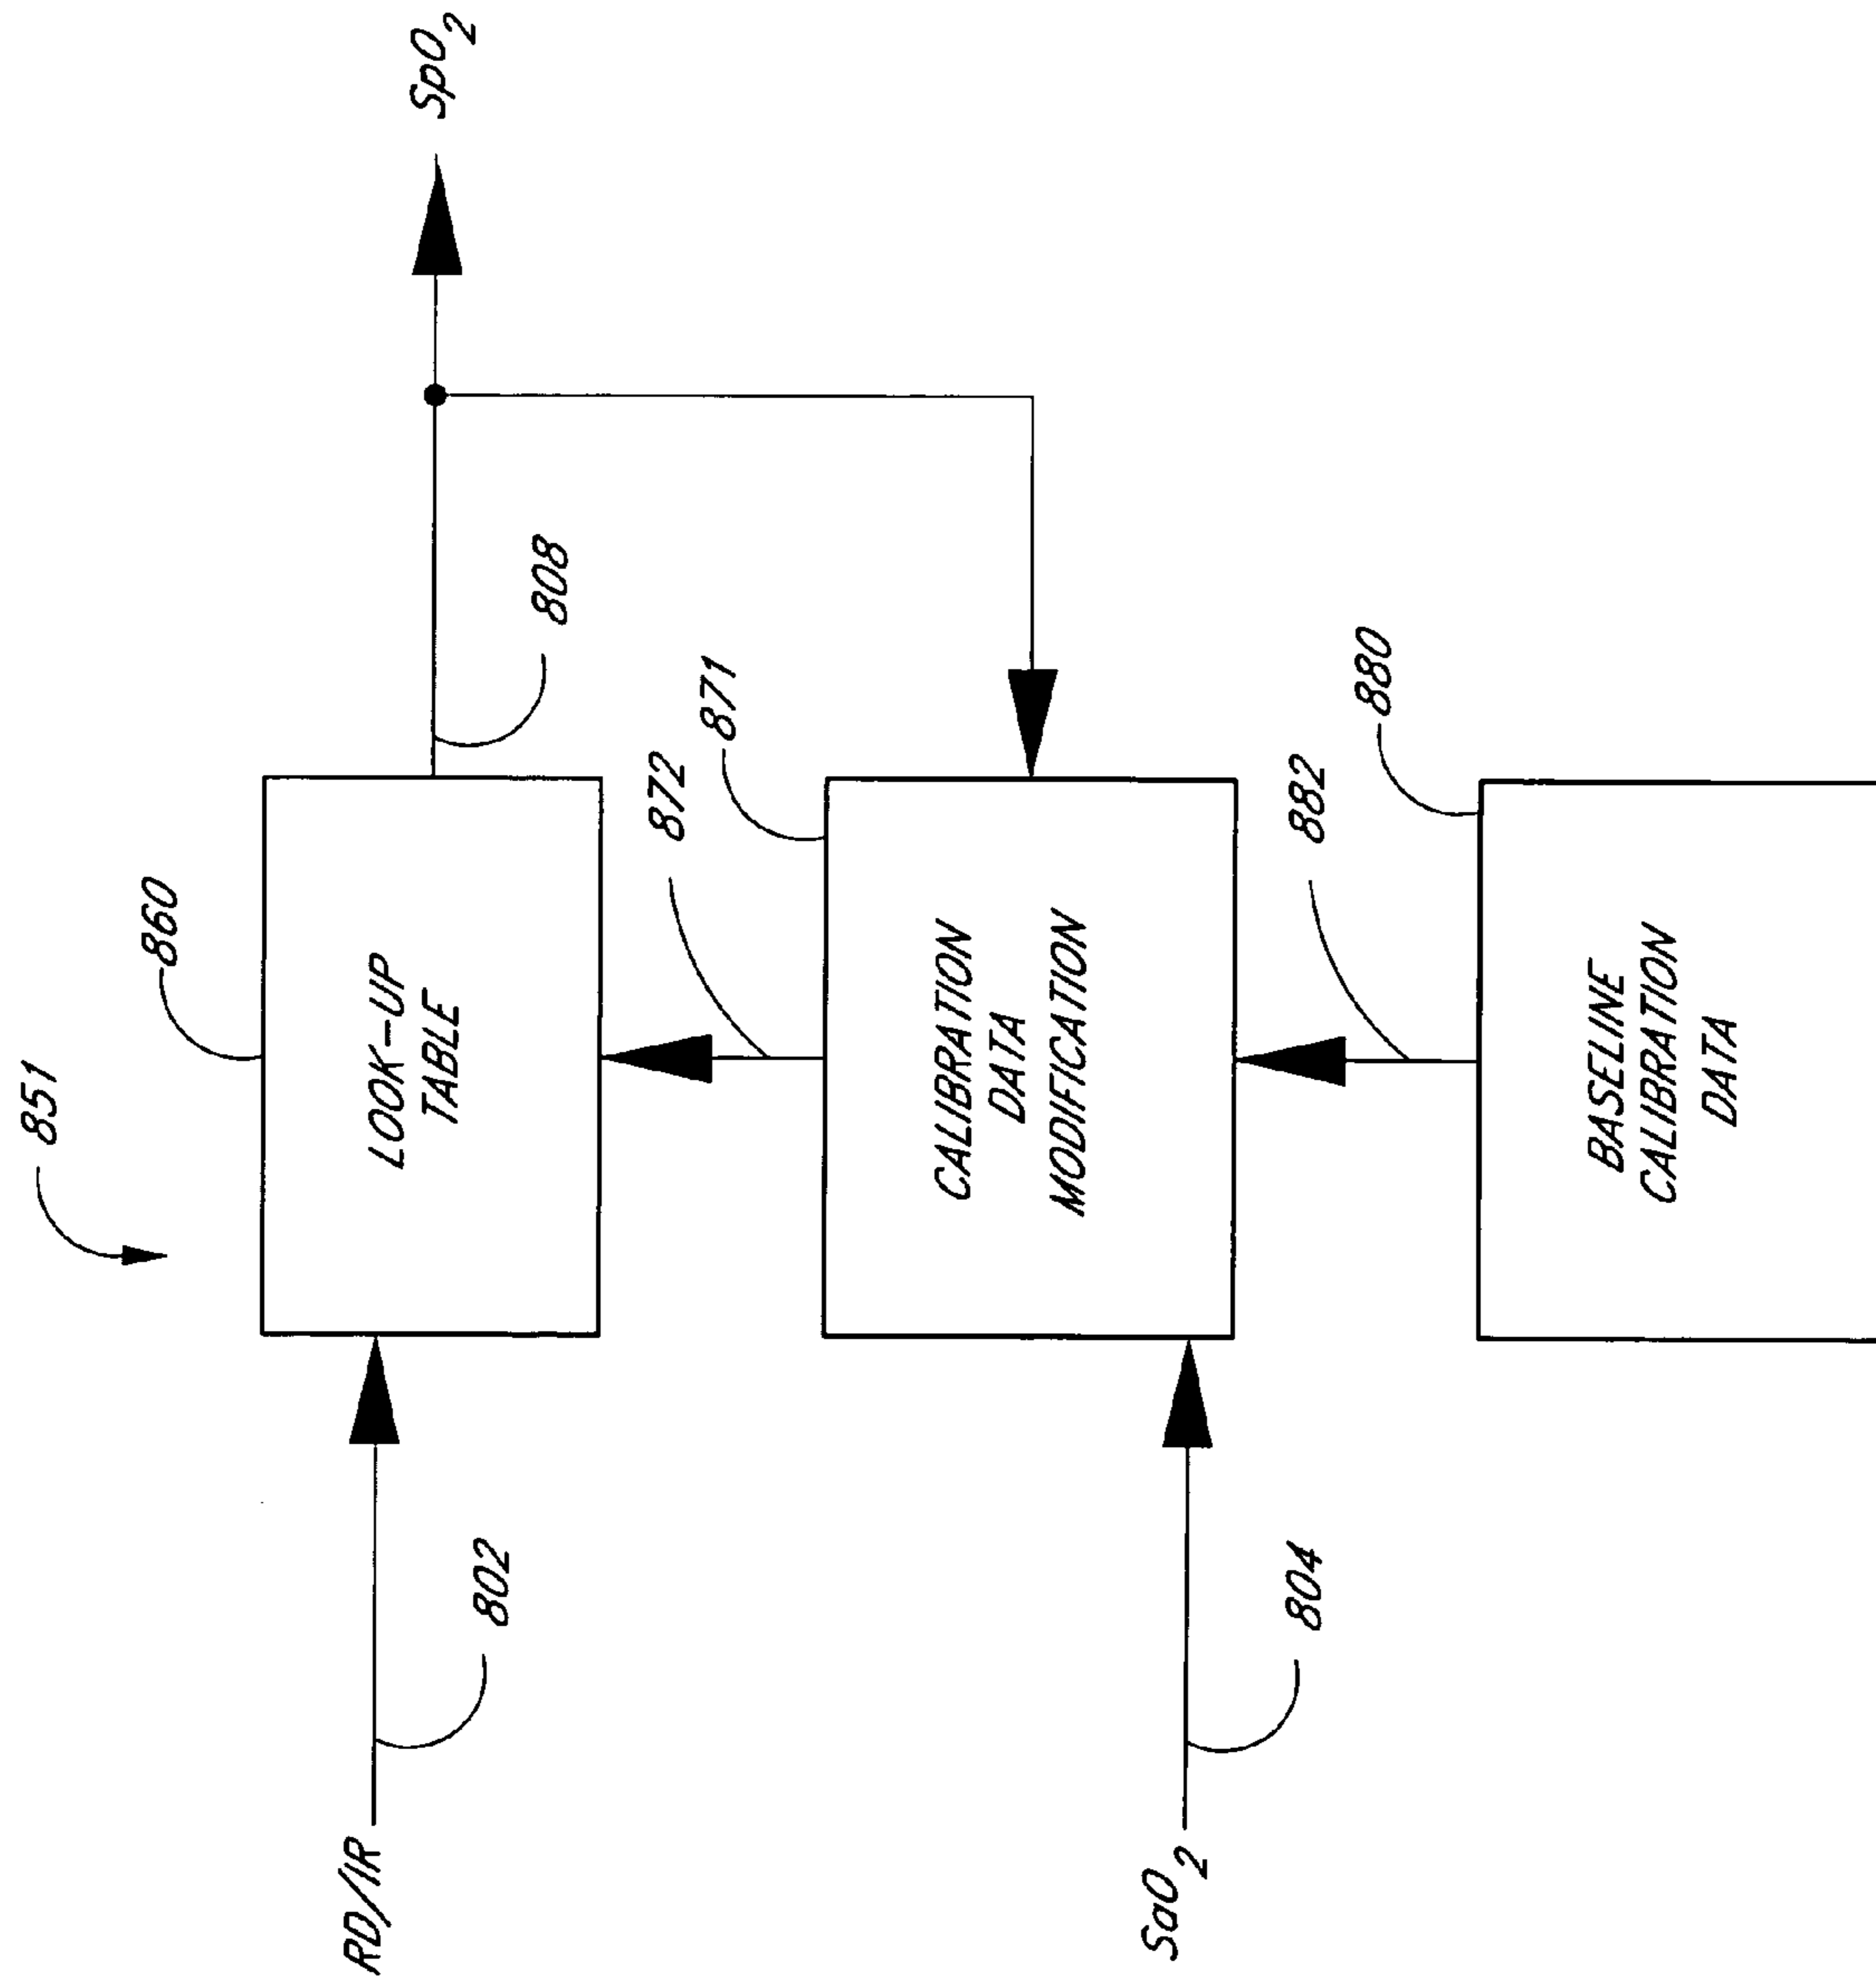 851
860
RD/IR
LOOK-UP
TABLE
SpO₂
802
808
872
871
CALIBRATION
DATA
MODIFICATION
SaO₂
804
882
880
BASELINE
CALIBRATION
DATA